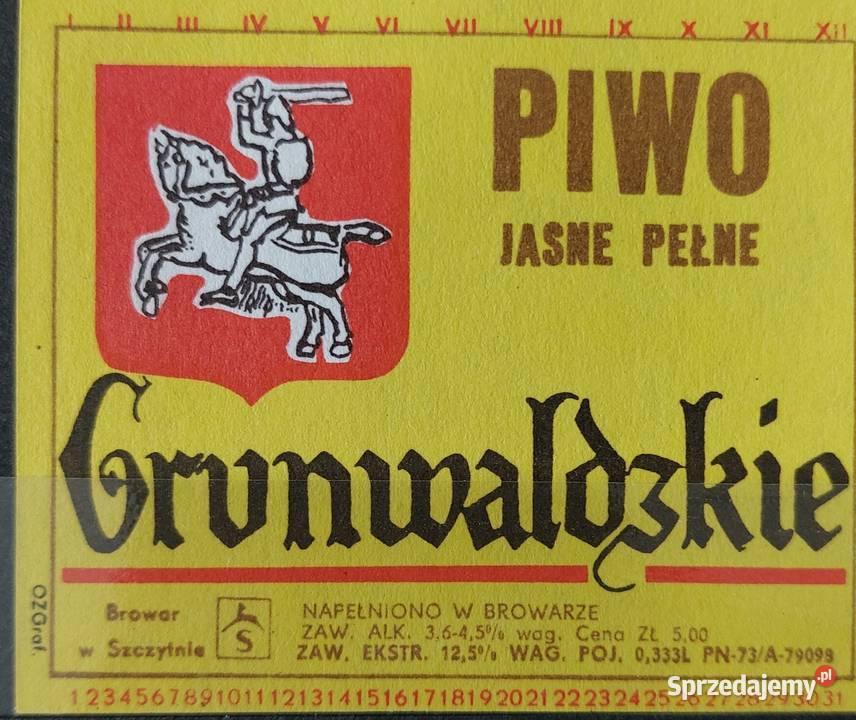 I II III IV V VI VII VIII IX X XI XII
PIWO
JASNE PEŁNE
Grunwaldzkie
OZGraf.
Browar
w Szczytnie
S
NAPEŁNIONO W BROWARZE
ZAW. ALK. 3,6-4,5% wag. Cena ZŁ 5,00
ZAW. EKSTR. 12,5% WAG. POJ. 0,333L PN-73/A-79098
1 2 3 4 5 6 7 8 9 10 11 12 13 14 15 16 17 18 19 20 21 22 23 24 25 26 27 28 29 30 31
Sprzedajemy.pl